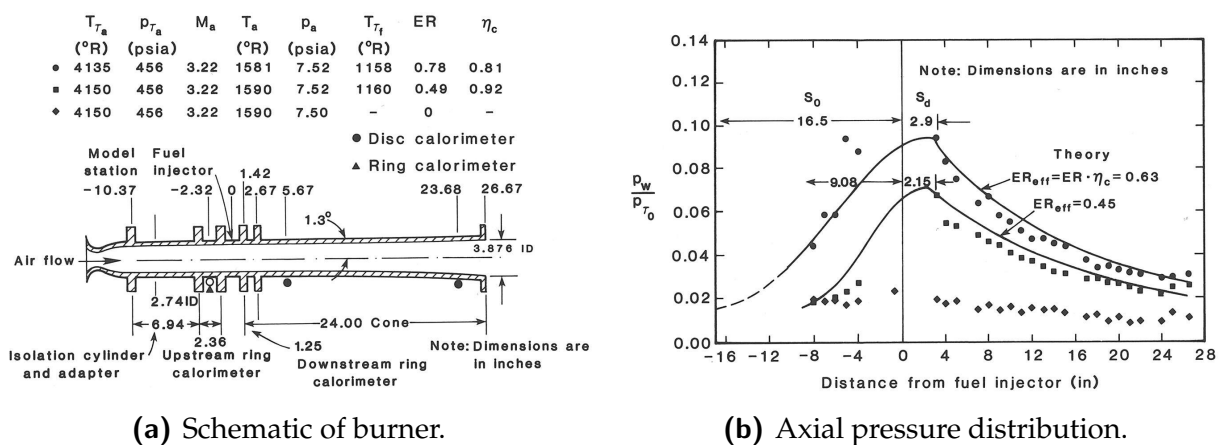 T_Ta p_Ta M_a T_a p_a T_Tf ER η_c
(°R) (psia) (°R) (psia) (°R)
● 4135 456 3.22 1581 7.52 1158 0.78 0.81
■ 4150 456 3.22 1590 7.52 1160 0.49 0.92
◆ 4150 456 3.22 1590 7.50 – 0 –
● Disc calorimeter
▲ Ring calorimeter
Model station
Fuel injector
1.42
-10.37 -2.32 0 2.67 5.67 23.68 26.67
1.3°
3.876 ID
Air flow
2.74 ID
6.94
24.00 Cone
2.36
1.25
Isolation cylinder and adapter
Upstream ring calorimeter
Downstream ring calorimeter
Note: Dimensions are in inches
(a) Schematic of burner.
0.14
0.12
0.10
0.08
0.06
0.04
0.02
0.00
p_w
p_T0
Note: Dimensions are in inches
S_o S_d
16.5 2.9
9.08 2.15
Theory
ER_eff=ER·η_c=0.63
ER_eff=0.45
-16 -12 -8 -4 0 4 8 12 16 20 24 28
Distance from fuel injector (in)
(b) Axial pressure distribution.